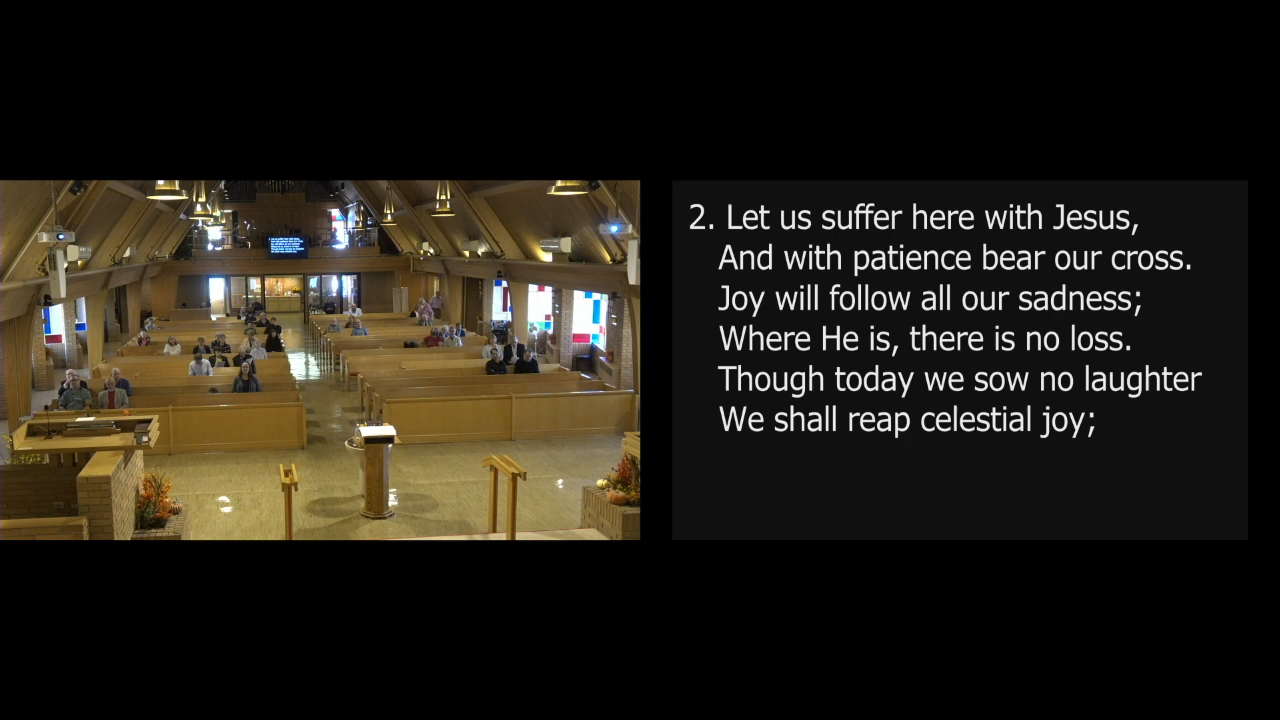 2. Let us suffer here with Jesus,
And with patience bear our cross.
Joy will follow all our sadness;
Where He is, there is no loss.
Though today we sow no laughter
We shall reap celestial joy;